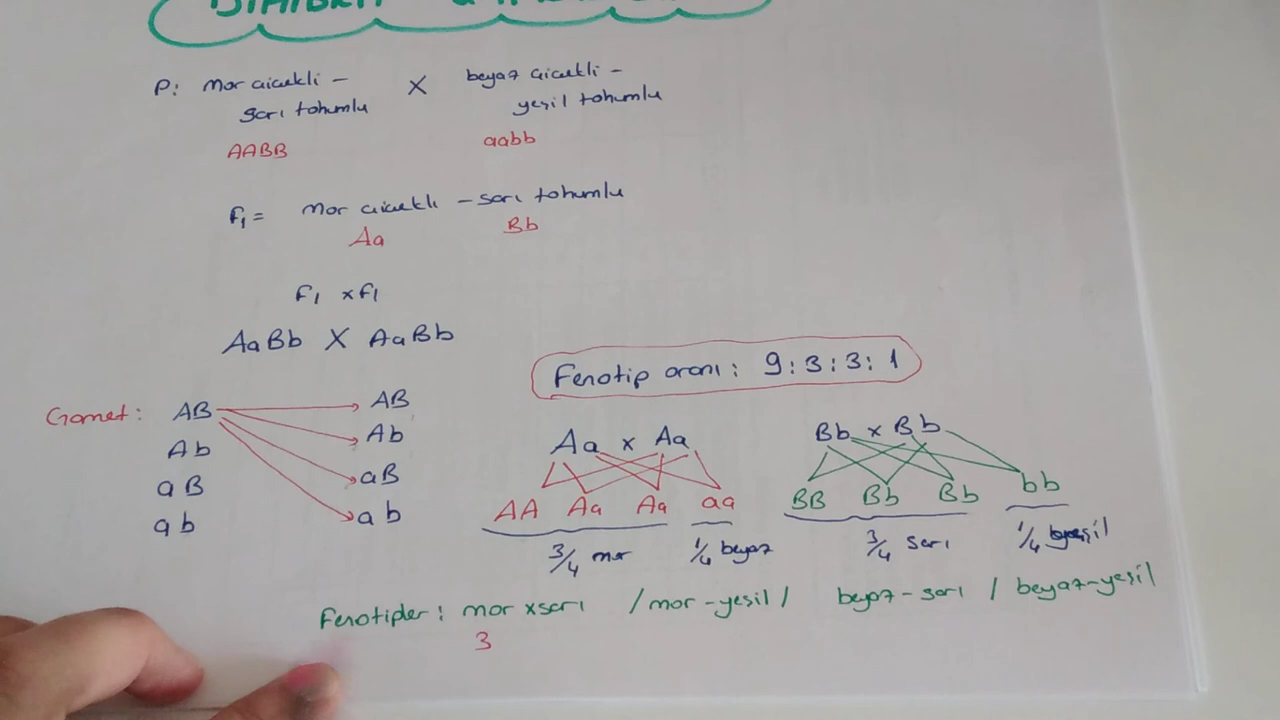 P: mor çiçekli - X beyaz çiçekli -
sarı tohumlu yeşil tohumlu
AABB aabb
F₁ = mor çiçekli - sarı tohumlu
Aa Bb
F₁ x F₁
AaBb X AaBb
Fenotip oranı : 9:3:3:1
Gamet: AB AB
Ab Ab
aB aB
ab ab
Aa x Aa
AA Aa Aa aa
3/4 mor 1/4 beyaz
Bb x Bb
BB Bb Bb bb
3/4 sarı 1/4 yeşil
Fenotipler : mor x sarı / mor-yeşil / beyaz-sarı / beyaz-yeşil
3